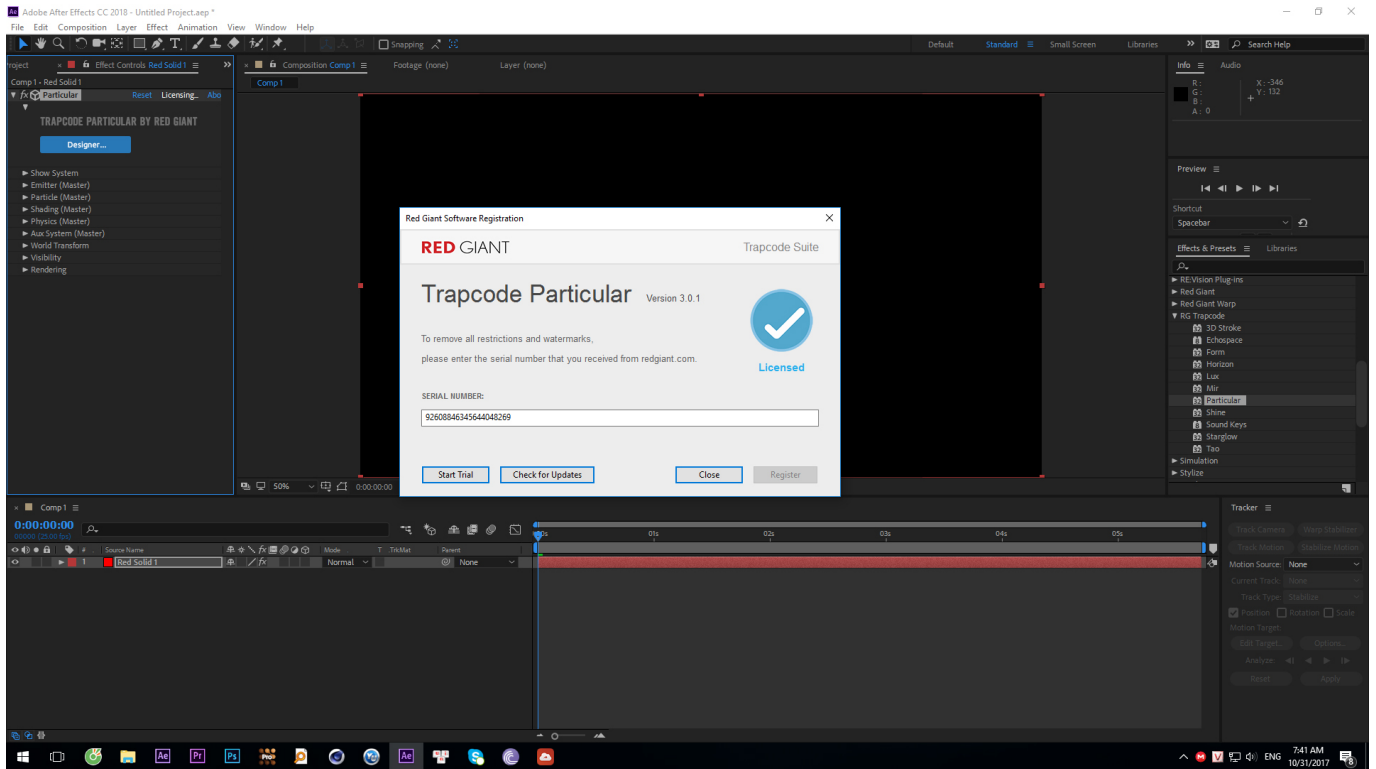 Adobe After Effects CC 2018 - Untitled Project.aep *
File Edit Composition Layer Effect Animation View Window Help
Snapping
Default Standard Small Screen Libraries Search Help
roject Effect Controls Red Solid 1
Composition Comp 1 Footage (none) Layer (none)
Info Audio
Comp 1 • Red Solid 1
Comp 1
fx Particular Reset Licensing... Abo
R :
G :
B :
A : 0
X : -346
Y : 132
TRAPCODE PARTICULAR BY RED GIANT
Designer...
Show System
Emitter (Master)
Particle (Master)
Shading (Master)
Physics (Master)
Aux System (Master)
World Transform
Visibility
Rendering
Preview
Shortcut
Spacebar
Red Giant Software Registration
RED GIANT Trapcode Suite
Trapcode Particular Version 3.0.1
To remove all restrictions and watermarks,
please enter the serial number that you received from redgiant.com.
Licensed
SERIAL NUMBER:
92608846345644048269
Start Trial Check for Updates Close Register
Effects & Presets Libraries
RE:Vision Plug-ins
Red Giant
Red Giant Warp
RG Trapcode
3D Stroke
Echospace
Form
Horizon
Lux
Mir
Particular
Shine
Sound Keys
Starglow
Tao
Simulation
Stylize
50% 0:00:00:00
Comp 1
0:00:00:00
00000 (25.00 fps)
01s 02s 03s 04s 05s
# Source Name Mode T TrkMat Parent
1 Red Solid 1 fx Normal None
Tracker
Track Camera Warp Stabilizer
Track Motion Stabilize Motion
Motion Source: None
Current Track: None
Track Type: Stabilize
Position Rotation Scale
Motion Target:
Edit Target... Options...
Analyze:
Reset Apply
Ae Pr Ps Ae
ENG
7:41 AM
10/31/2017